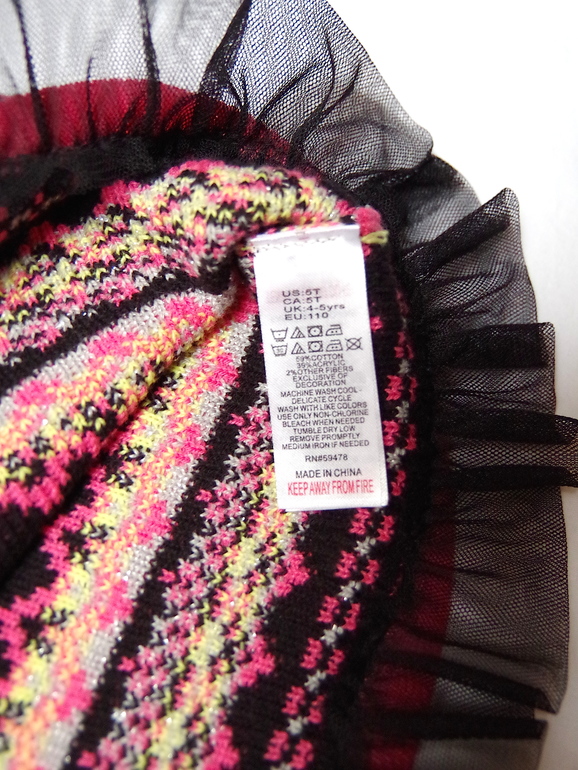 US:5T
CA:5T
UK:4-5yrs
EU:110
59%COTTON
39%ACRYLIC
2%OTHER FIBERS
EXCLUSIVE OF
DECORATION
MACHINE WASH COOL -
DELICATE CYCLE
WASH WITH LIKE COLORS
USE ONLY NON-CHLORINE
BLEACH WHEN NEEDED
TUMBLE DRY LOW
REMOVE PROMPTLY
MEDIUM IRON IF NEEDED
RN#59478
MADE IN CHINA
KEEP AWAY FROM FIRE